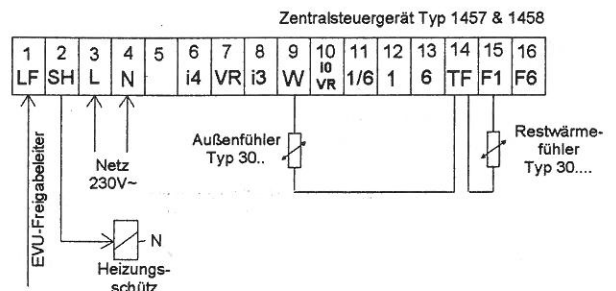 Zentralsteuergerät Typ 1457 & 1458
1 2 3 4 5 6 7 8 9 10 11 12 13 14 15 16
LF SH L N i4 VR i3 W I0 VR 1/6 1 6 TF F1 F6
EVU-Freigabeleiter
Netz
230V~
N
Heizungs-
schütz
Außenfühler
Typ 30..
Restwärme-
fühler
Typ 30....